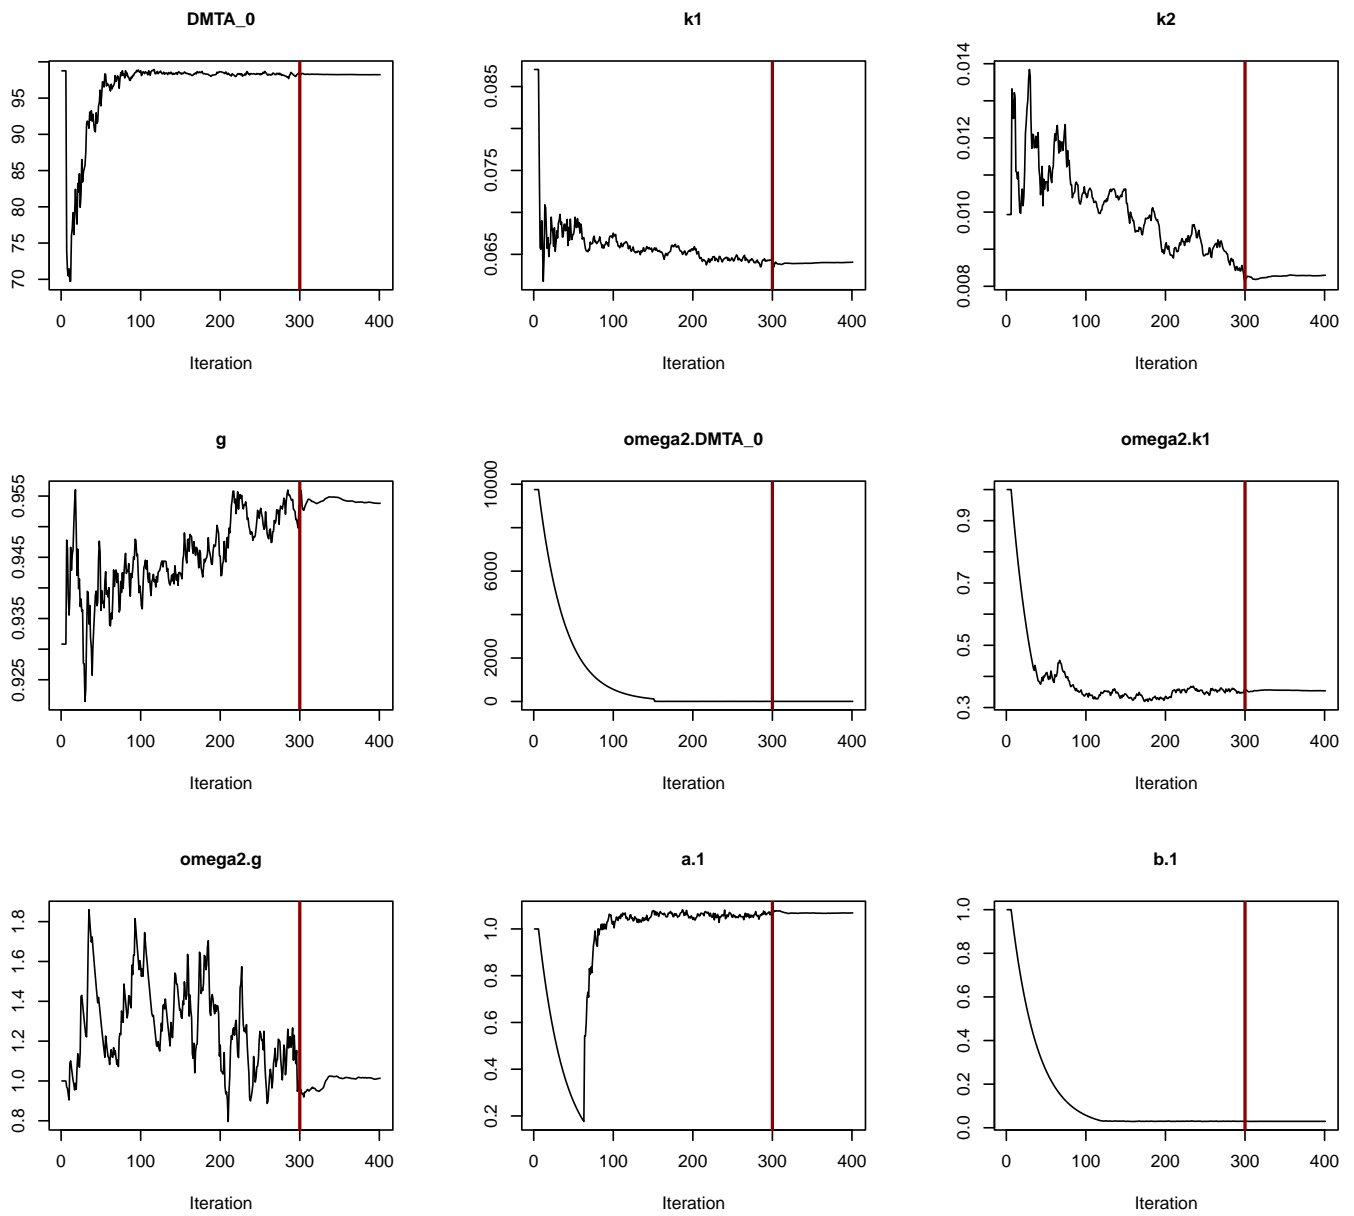 DMTA_0
k1
k2
70 75 80 85 90 95
0.065 0.075 0.085
0.008 0.010 0.012 0.014
0 100 200 300 400
0 100 200 300 400
0 100 200 300 400
Iteration
Iteration
Iteration
g
omega2.DMTA_0
omega2.k1
0.925 0.935 0.945 0.955
0 2000 6000 10000
0.3 0.5 0.7 0.9
0 100 200 300 400
0 100 200 300 400
0 100 200 300 400
Iteration
Iteration
Iteration
omega2.g
a.1
b.1
0.8 1.0 1.2 1.4 1.6 1.8
0.2 0.4 0.6 0.8 1.0
0.0 0.2 0.4 0.6 0.8 1.0
0 100 200 300 400
0 100 200 300 400
0 100 200 300 400
Iteration
Iteration
Iteration